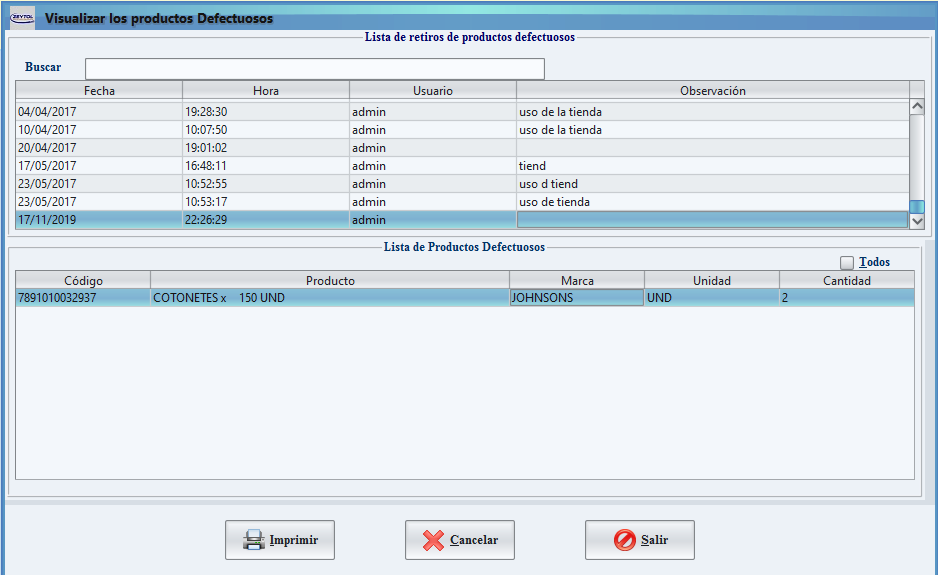 ZEYTOL Visualizar los productos Defectuosos
Lista de retiros de productos defectuosos
Buscar
Fecha Hora Usuario Observación
04/04/2017 19:28:30 admin uso de la tienda
10/04/2017 10:07:50 admin uso de la tienda
20/04/2017 19:01:02 admin
17/05/2017 16:48:11 admin tiend
23/05/2017 10:52:55 admin uso d tiend
23/05/2017 10:53:17 admin uso de tienda
17/11/2019 22:26:29 admin
Lista de Productos Defectuosos
Todos
Código Producto Marca Unidad Cantidad
7891010032937 COTONETES x 150 UND JOHNSONS UND 2
Imprimir Cancelar Salir